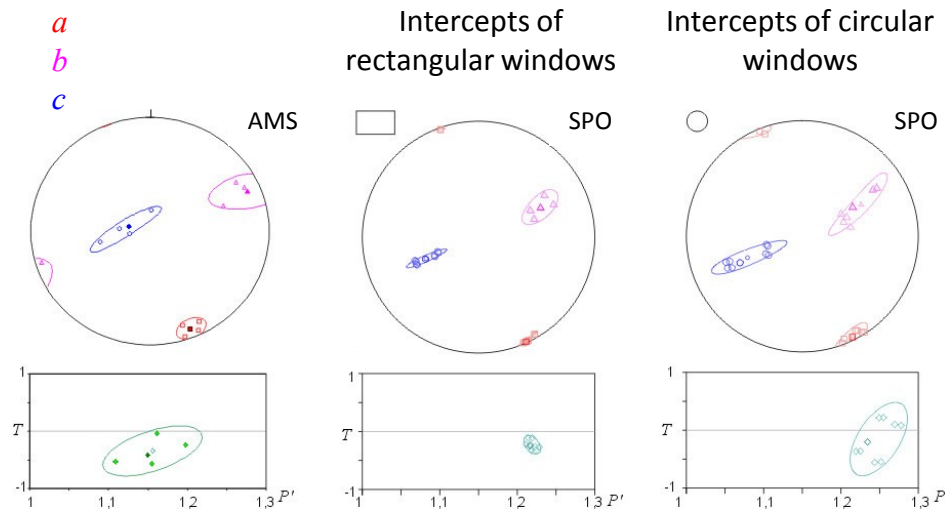 a
b
c
Intercepts of
rectangular windows
Intercepts of circular
windows
AMS
SPO
SPO
1
T
-1
1
1,1
1,2
1,3
P'
1
T
-1
1
1,1
1,2
1,3
P'
1
T
-1
1
1,1
1,2
1,3
P'